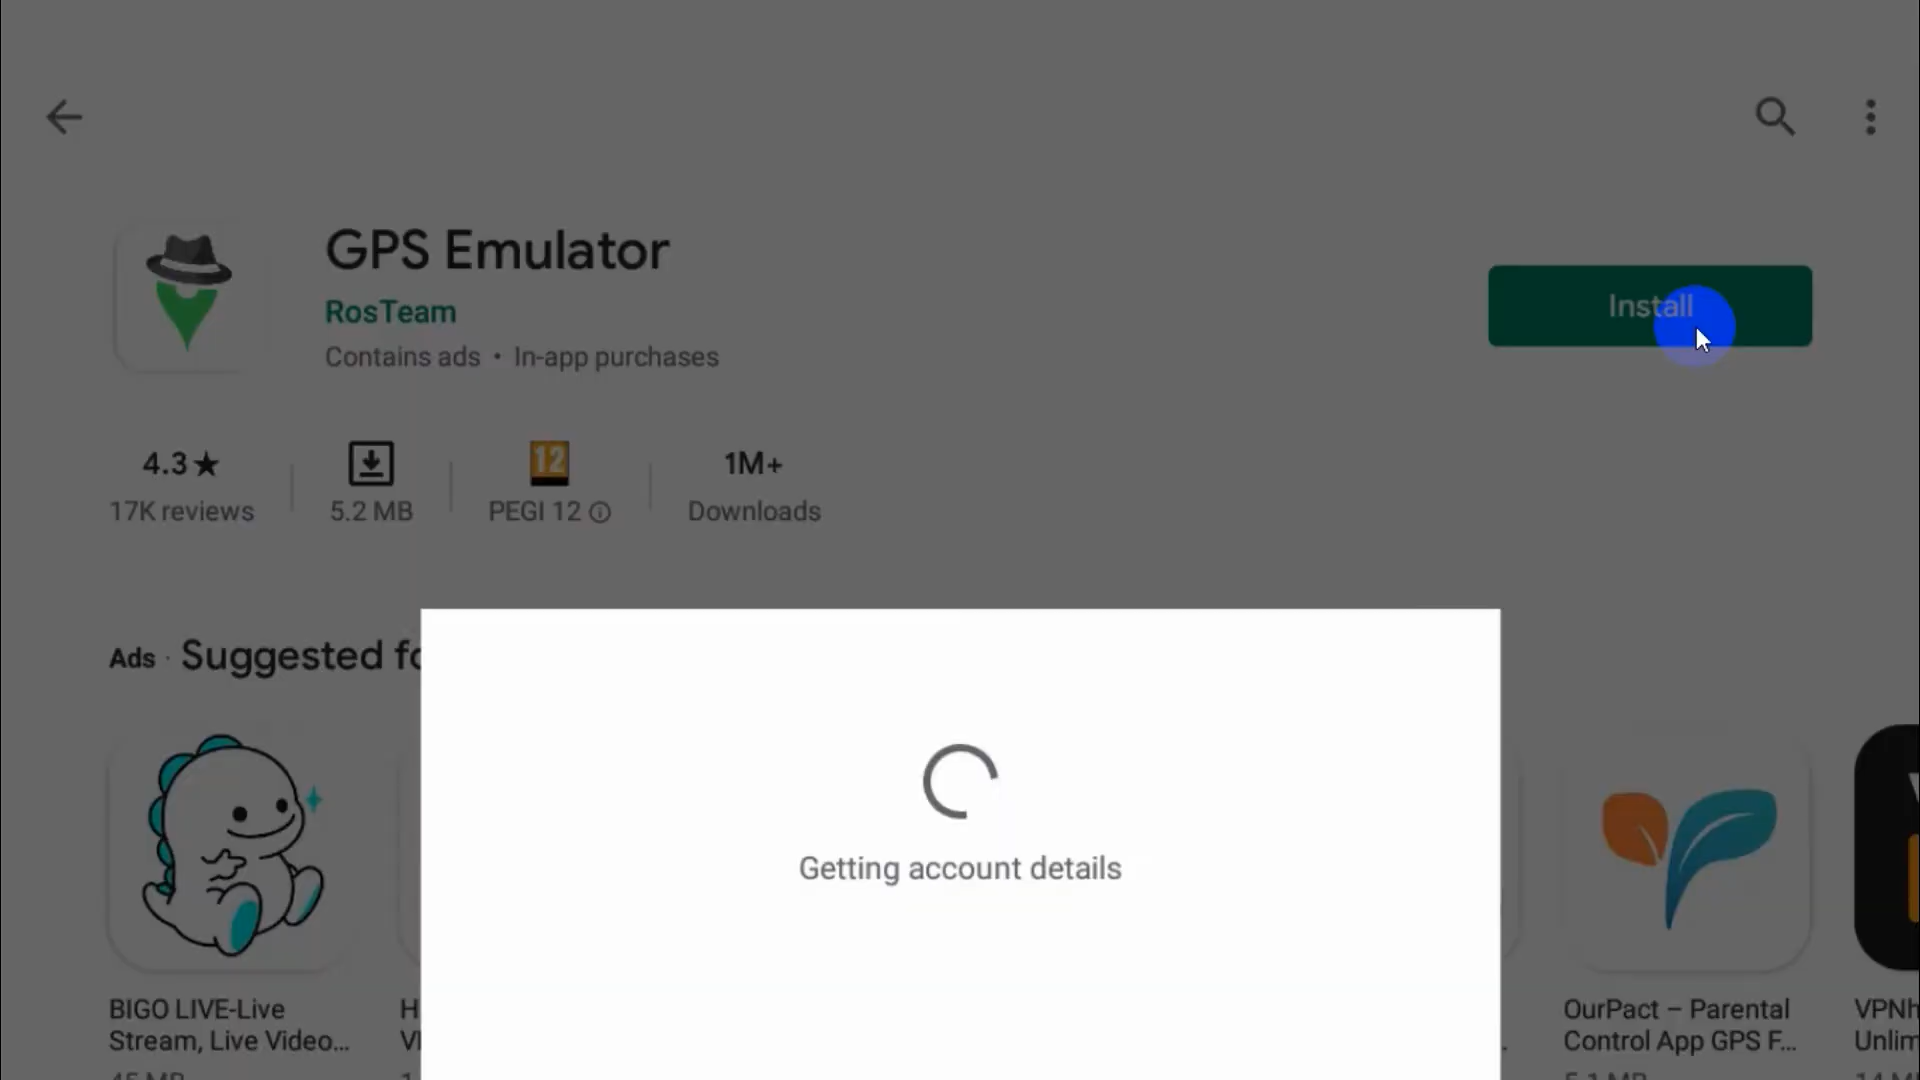 GPS Emulator
RosTeam
Contains ads • In-app purchases
Install
4.3★
17K reviews
5.2 MB
12
PEGI 12
1M+
Downloads
Ads · Suggested
Getting account details
BIGO LIVE-Live
Stream, Live Video...
OurPact – Parental
Control App GPS F...